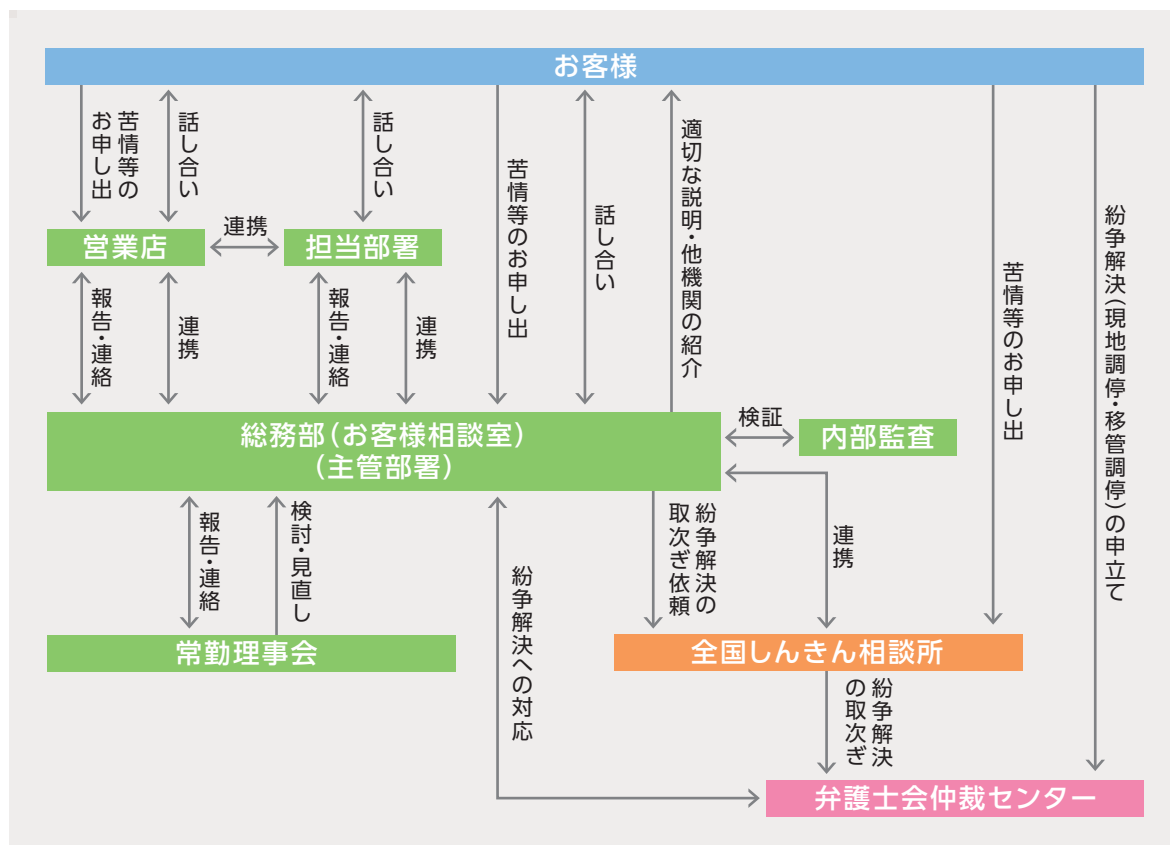 お客様
苦情等の
お申し出
話し合い
話し合い
苦情等のお申し出
話し合い
適切な説明・他機関の紹介
苦情等のお申し出
紛争解決(現地調停・移管調停)の申立て
営業店
連携
担当部署
報告・連絡
連携
報告・連絡
連携
総務部(お客様相談室)
(主管部署)
検証
内部監査
報告・連絡
検討・見直し
紛争解決への対応
紛争解決の
取次ぎ依頼
連携
常勤理事会
全国しんきん相談所
紛争解決
の取次ぎ
弁護士会仲裁センター